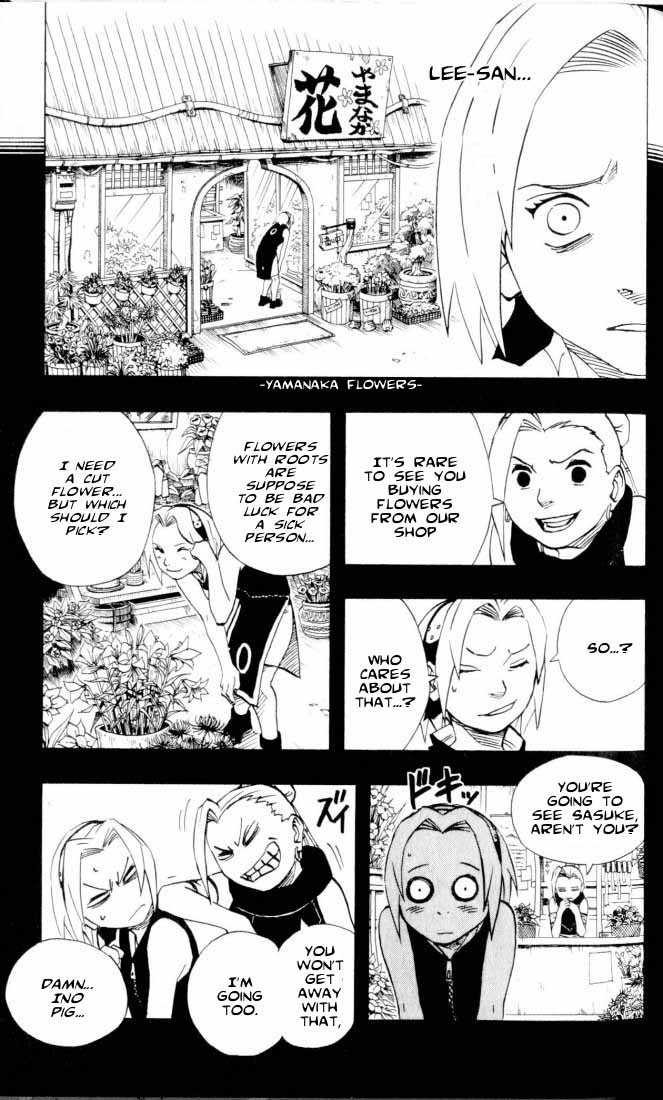 LEE-SAN...
やまなか
花
-YAMANAKA FLOWERS-
IT'S RARE
TO SEE YOU
BUYING
FLOWERS
FROM OUR
SHOP
FLOWERS
WITH ROOTS
ARE
SUPPOSE
TO BE BAD
LUCK FOR
A SICK
PERSON...
I NEED
A CUT
FLOWER...
BUT WHICH
SHOULD I
PICK?
SO...?
WHO
CARES
ABOUT
THAT...?
YOU'RE
GOING TO
SEE SASUKE,
AREN'T YOU?
ドキッ
ズイ
YOU
WON'T
GET
AWAY
WITH
THAT,
I'M
GOING
TOO.
DAMN...
INO
PIG...